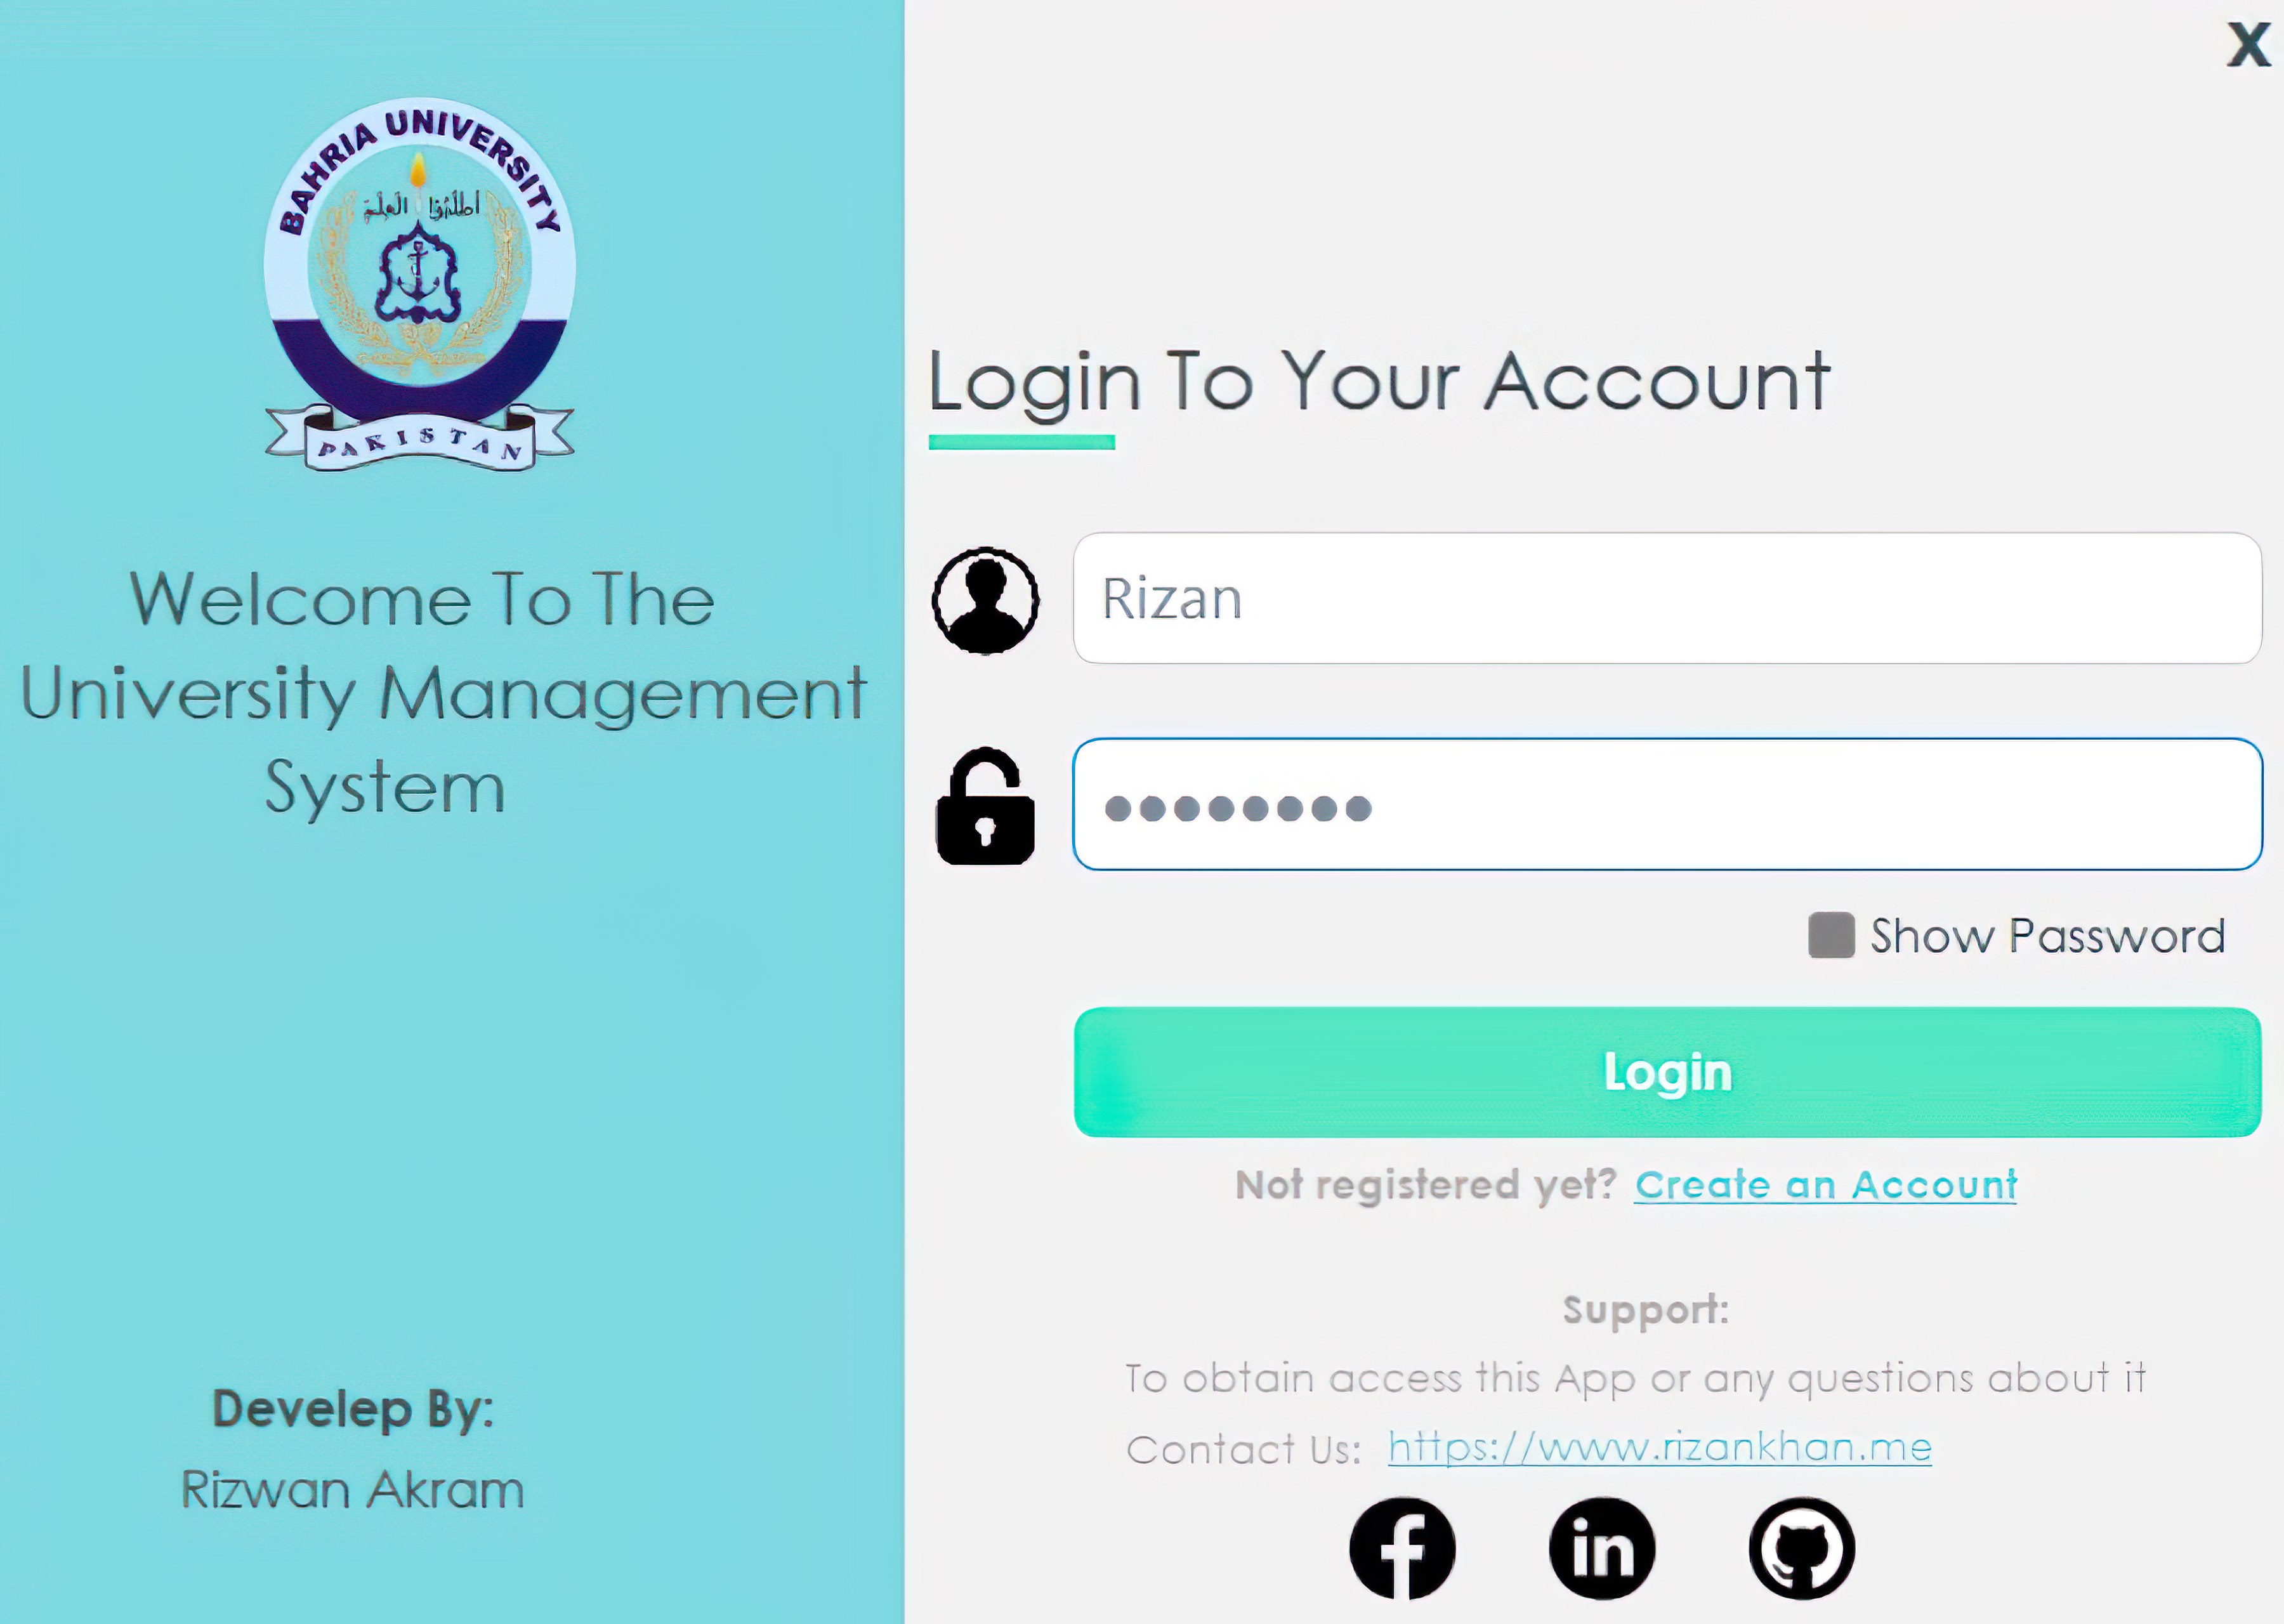 BAHRIA UNIVERSITY
اطلبوا العلم
PAKISTAN
Welcome To The
University Management
System
Develep By:
Rizwan Akram
X
Login To Your Account
Rizan
Show Password
Login
Not registered yet? Create an Account
Support:
To obtain access this App or any questions about it
Contact Us: https://www.rizankhan.me
f
in